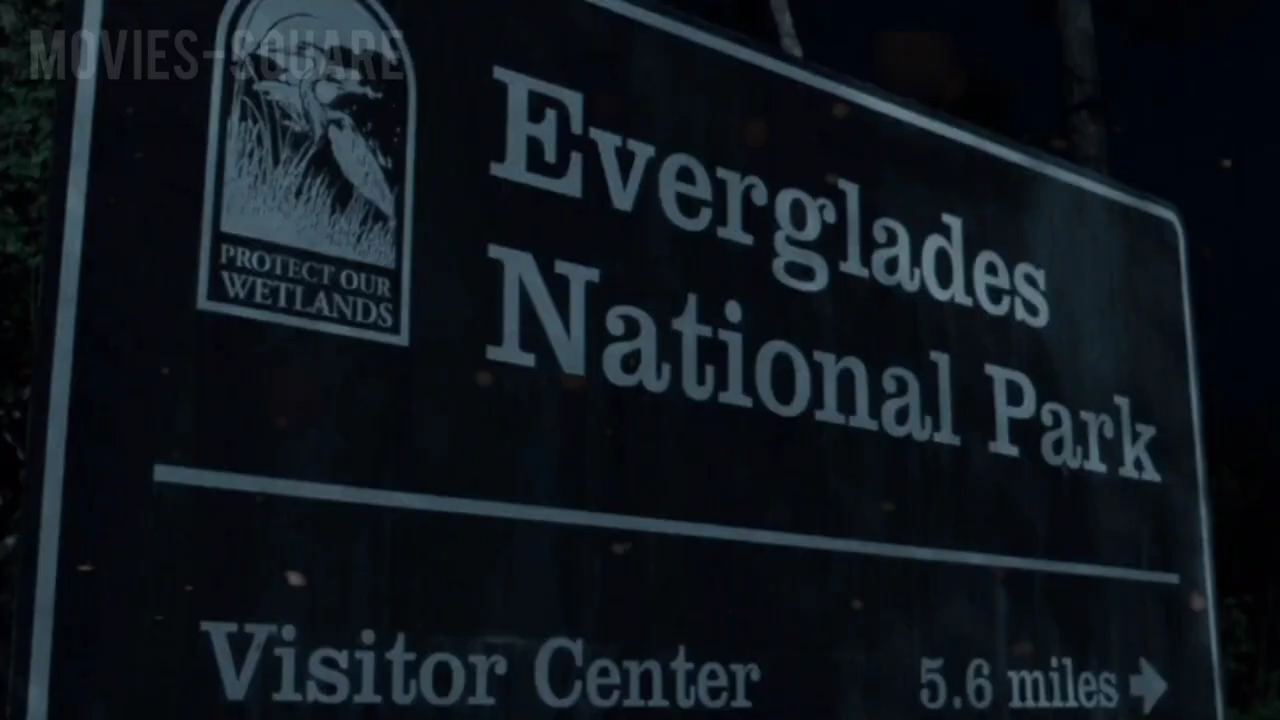 MOVIES-SQUARE
Everglades
National Park
PROTECT OUR
WETLANDS
Visitor Center 5.6 miles